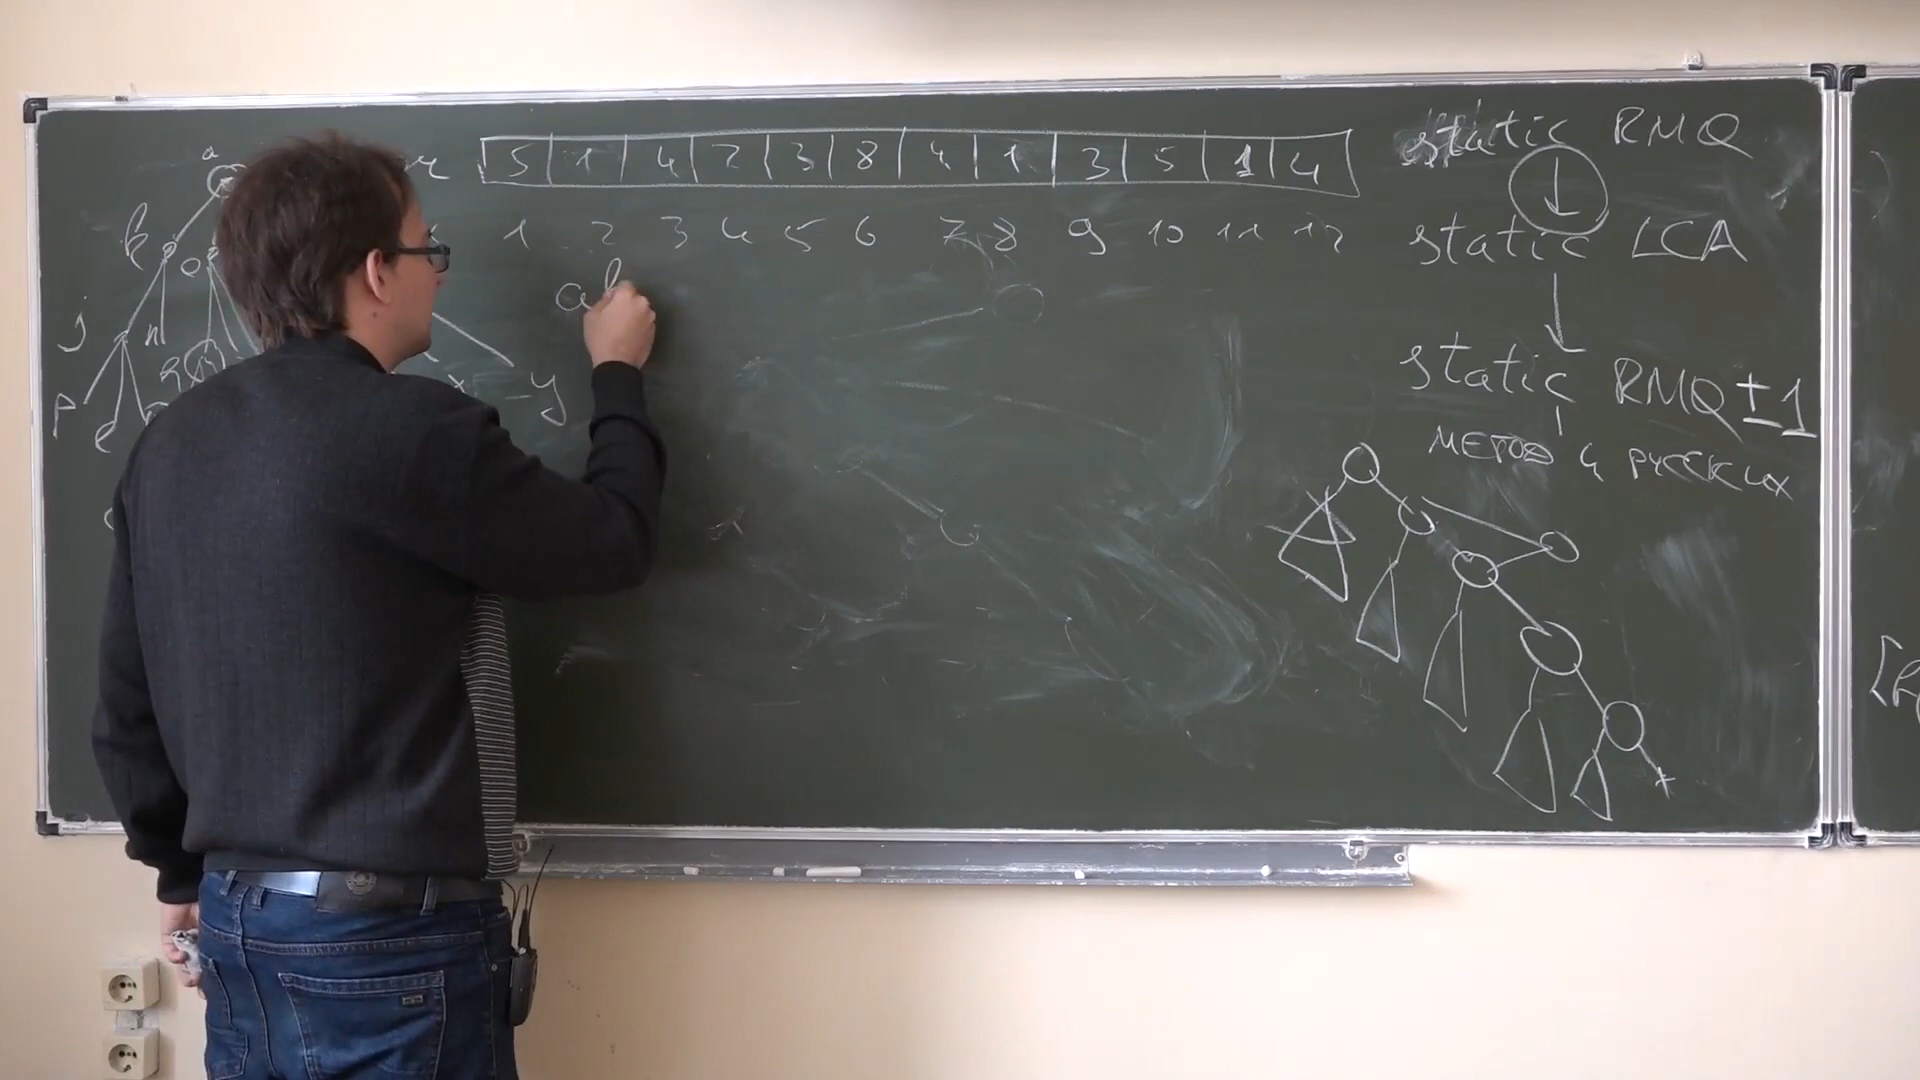 5 1 4 2 3 8 4 1 3 5 1 4
1 2 3 4 5 6 7 8 9 10 11 12
a b
static RMQ
static LCA
static RMQ ±1
МЕТОД 4 РУССКИХ
a
b
e
j
n
p
e
x
y